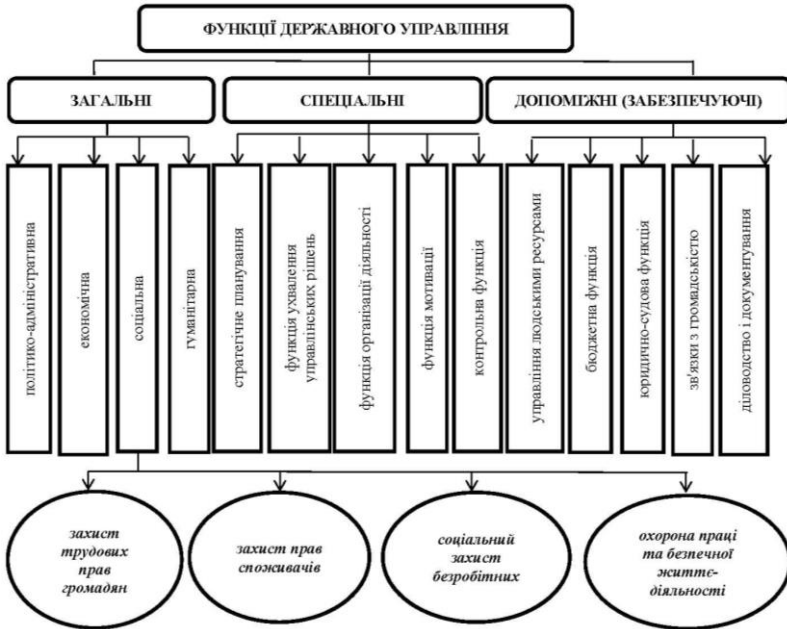 ФУНКЦІЇ ДЕРЖАВНОГО УПРАВЛІННЯ
ЗАГАЛЬНІ
СПЕЦІАЛЬНІ
ДОПОМІЖНІ (ЗАБЕЗПЕЧУЮЧІ)
політико-адміністративна
економічна
соціальна
гуманітарна
стратегічне планування
функція ухвалення
управлінських рішень
функція організації діяльності
функція мотивації
контрольна функція
управління людськими ресурсами
бюджетна функція
юридично-судова функція
зв'язки з громадськістю
діловодство і документування
захист
трудових
прав
громадян
захист прав
споживачів
соціальний
захист
безробітних
охорона праці
та безпечної
життє-
діяльності